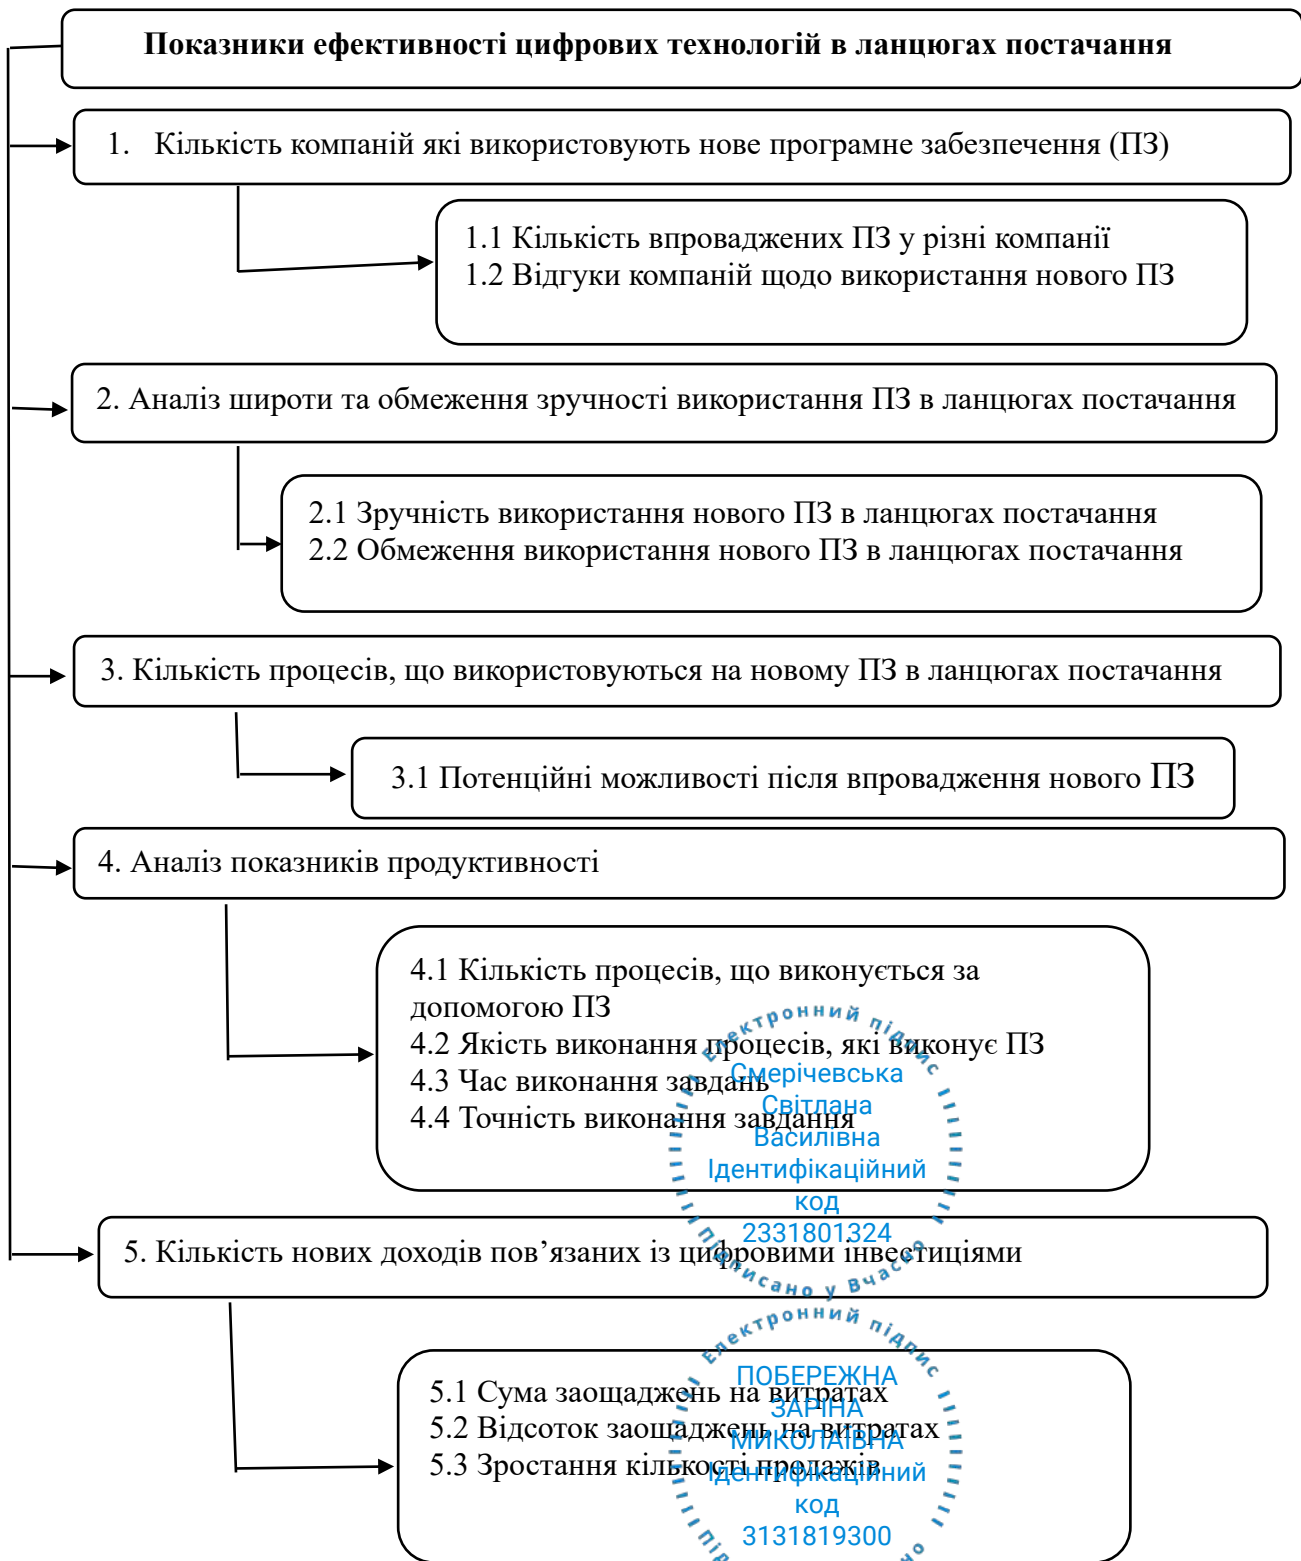 Показники ефективності цифрових технологій в ланцюгах постачання
1. Кількість компаній які використовують нове програмне забезпечення (ПЗ)
1.1 Кількість впроваджених ПЗ у різні компанії
1.2 Відгуки компаній щодо використання нового ПЗ
2. Аналіз широти та обмеження зручності використання ПЗ в ланцюгах постачання
2.1 Зручність використання нового ПЗ в ланцюгах постачання
2.2 Обмеження використання нового ПЗ в ланцюгах постачання
3. Кількість процесів, що використовуються на новому ПЗ в ланцюгах постачання
3.1 Потенційні можливості після впровадження нового ПЗ
4. Аналіз показників продуктивності
4.1 Кількість процесів, що виконується за
допомогою ПЗ
4.2 Якість виконання процесів, які виконує ПЗ
4.3 Час виконання завдань
4.4 Точність виконання завдання
Електронний підпис
Смерічевська
Світлана
Василівна
Ідентифікаційний
код
2331801324
Підписано у Вчасно
5. Кількість нових доходів пов’язаних із цифровими інвестиціями
5.1 Сума заощаджень на витратах
5.2 Відсоток заощаджень на витратах
5.3 Зростання кількості продажів
Електронний підпис
ПОБЕРЕЖНА
ЗАРІНА
МИКОЛАЇВНА
Ідентифікаційний
код
3131819300